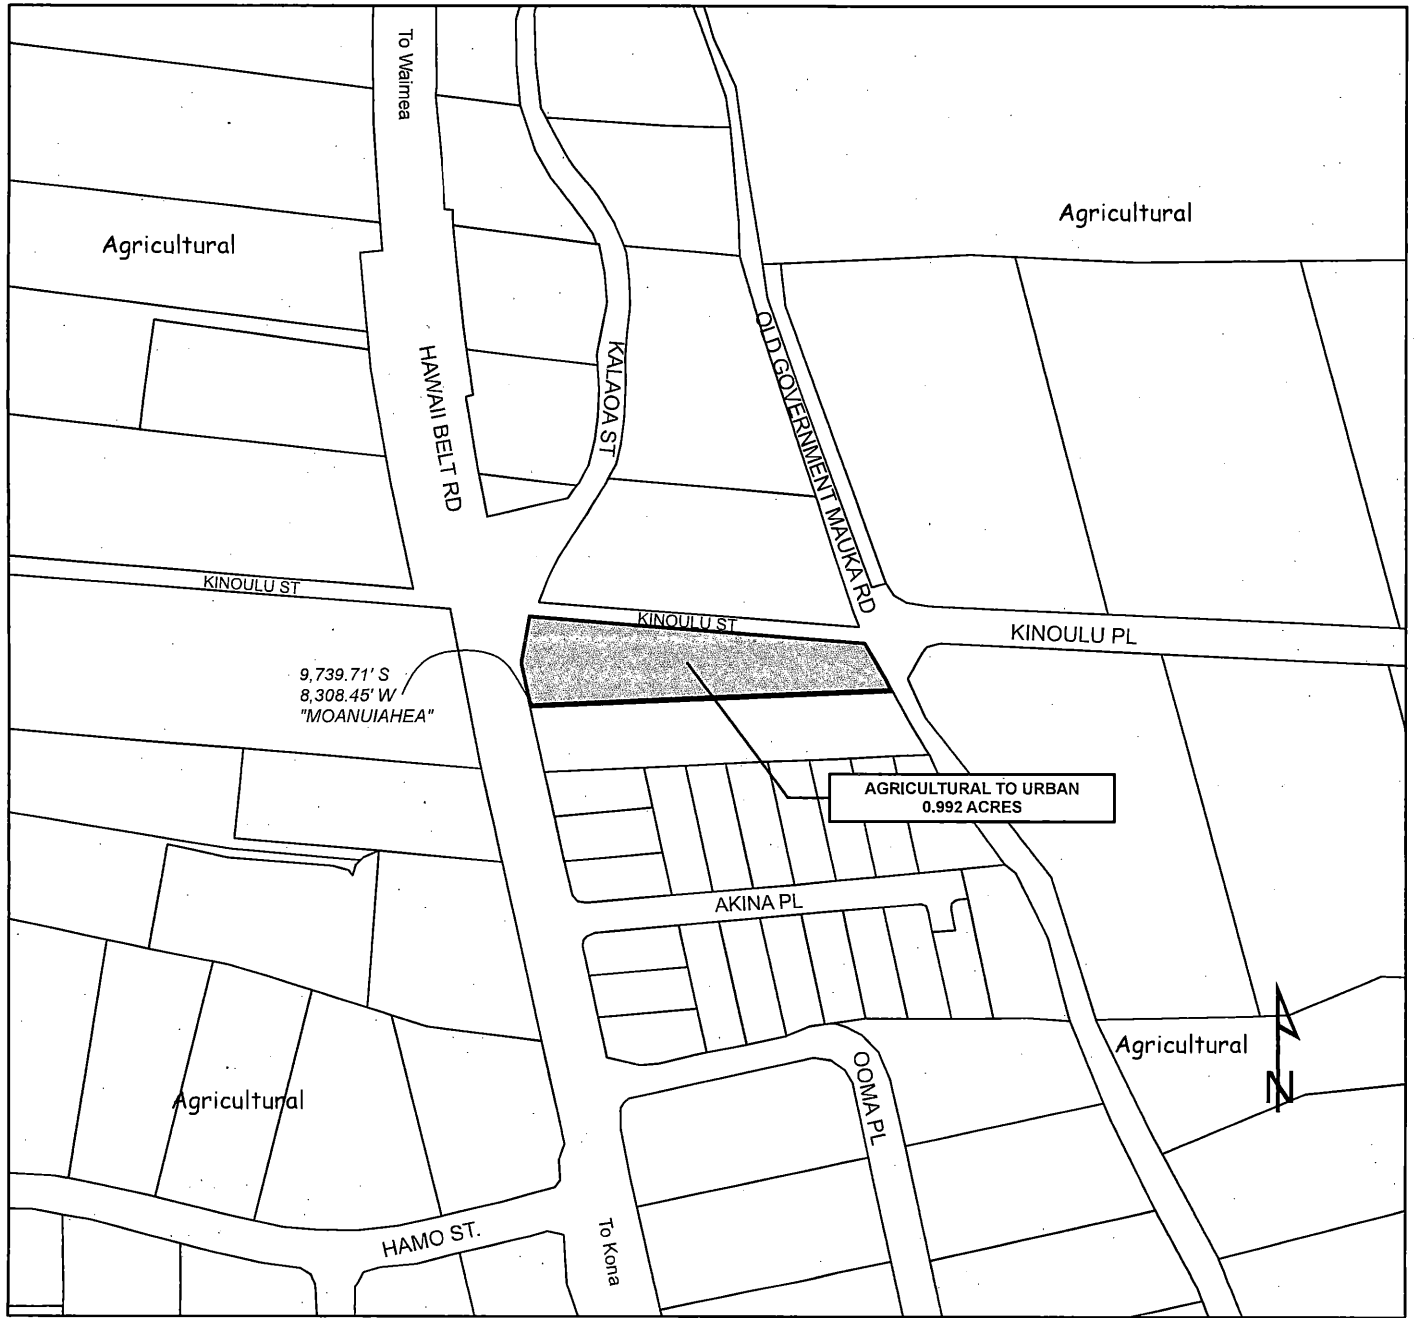 To Waimea
Agricultural
Agricultural
HAWAII BELT RD
KALAOA ST
OLD GOVERNMENT MAUKA RD
KINOULU ST
KINOULU ST
KINOULU PL
9,739.71' S
8,308.45' W
"MOANUIAHEA"
AGRICULTURAL TO URBAN
0.992 ACRES
AKINA PL
Agricultural
N
OOMA PL
Agricultural
HAMO ST.
To Kona